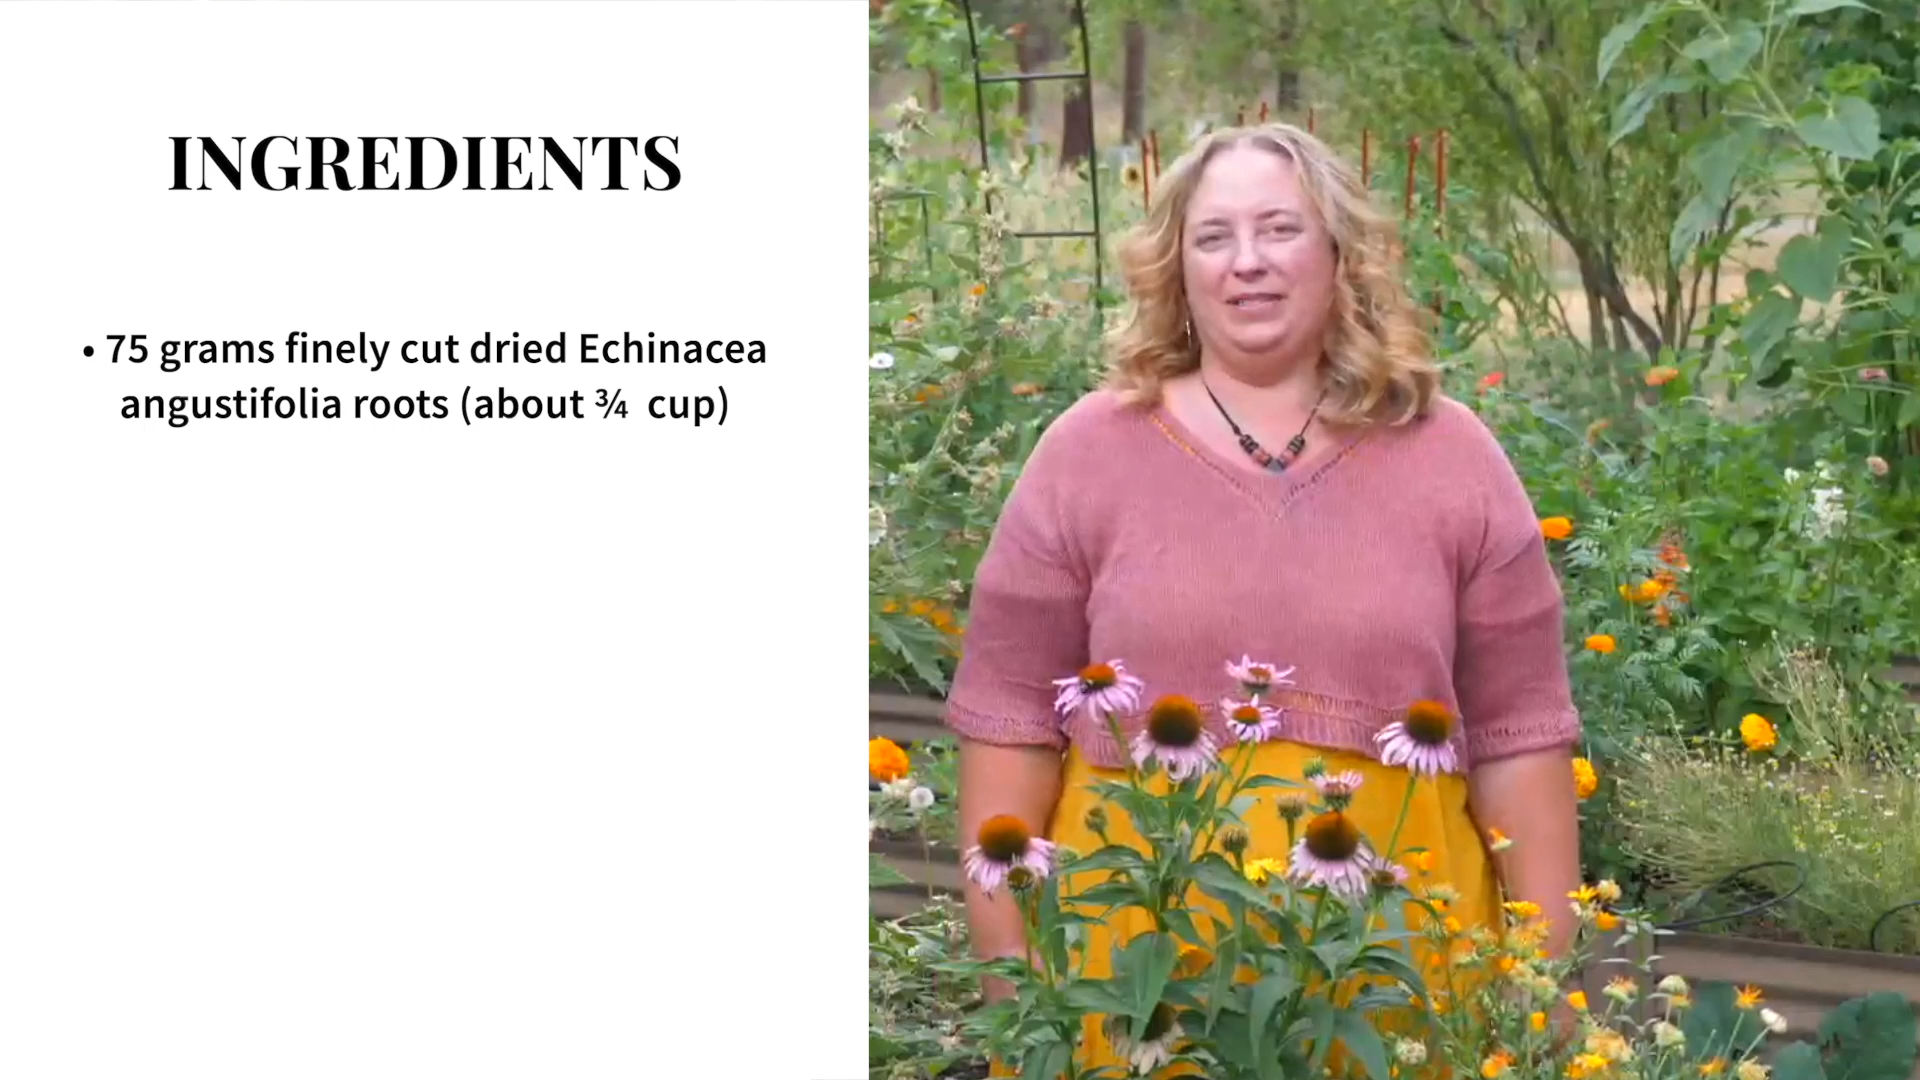 INGREDIENTS
• 75 grams finely cut dried Echinacea
angustifolia roots (about ¾ cup)